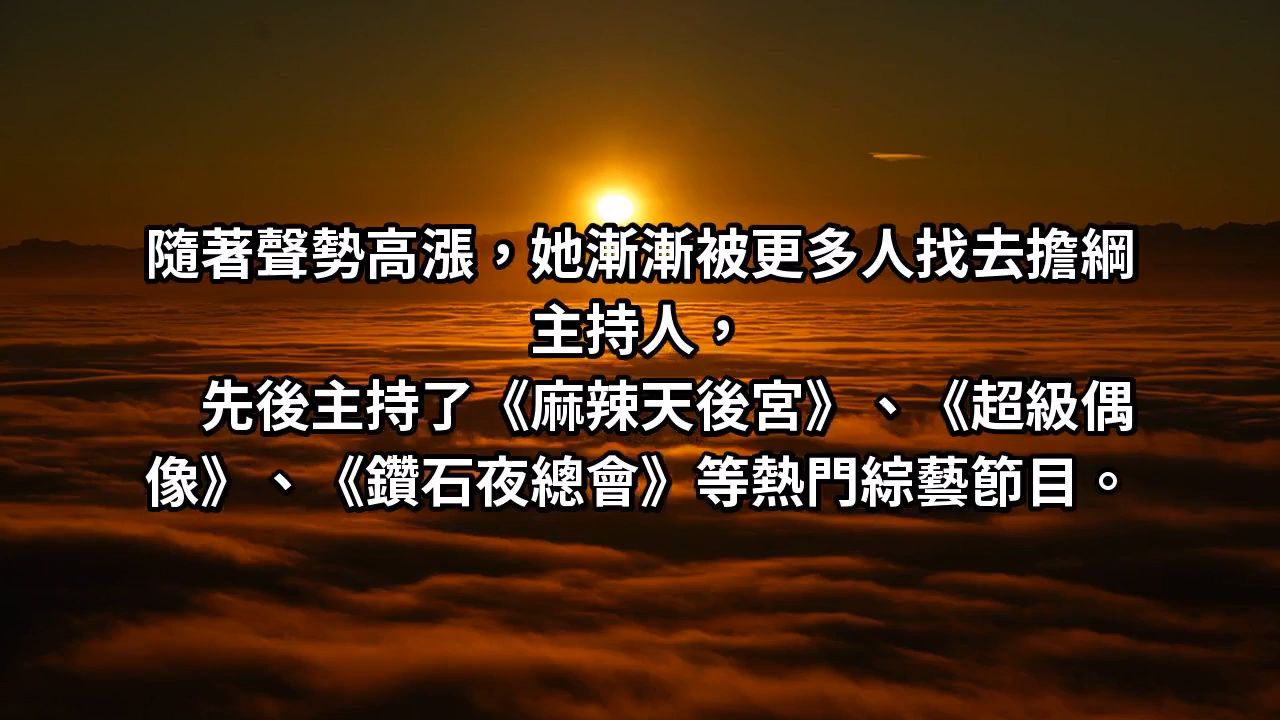 隨著聲勢高漲，她漸漸被更多人找去擔綱
主持人，
先後主持了《麻辣天後宮》、《超級偶
像》、《鑽石夜總會》等熱門綜藝節目。